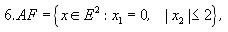 6. AF = {x ∈ E² : x₁ = 0, | x₂ |≤ 2},